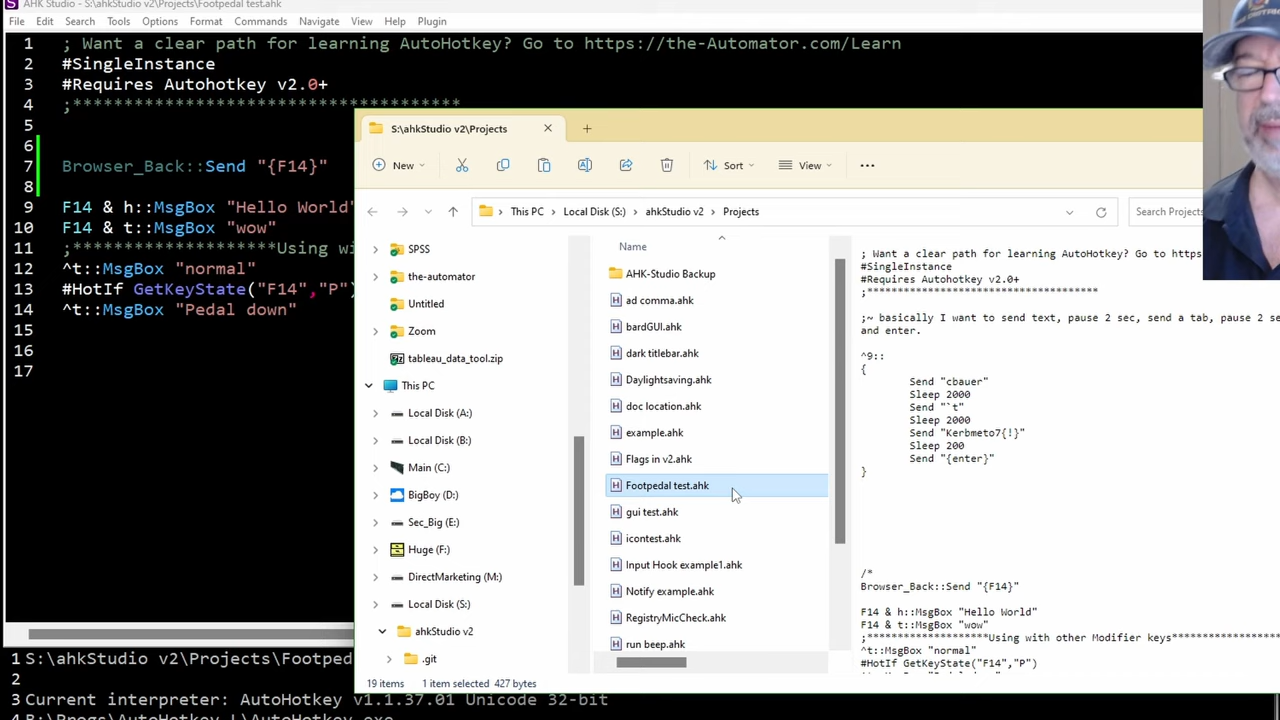 AHK Studio - S:\ahkStudio v2\Projects\Footpedal test.ahk
File Edit Search Tools Options Format Commands Navigate View Help Plugin
1 ; Want a clear path for learning AutoHotkey? Go to https://the-Automator.com/Learn
2 #SingleInstance
3 #Requires Autohotkey v2.0+
4 ;**************************************
5
6
7 Browser_Back::Send "{F14}"
8
9 F14 & h::MsgBox "Hello World"
10 F14 & t::MsgBox "wow"
11 ;*******************Using wi
12 ^t::MsgBox "normal"
13 #HotIf GetKeyState("F14","P")
14 ^t::MsgBox "Pedal down"
15
16
17
1 S:\ahkStudio v2\Projects\Footped
2
3 Current interpreter: AutoHotkey v1.1.37.01 Unicode 32-bit
4 B:\Progs\AutoHotkey_L\AutoHotkey.exe
S:\ahkStudio v2\Projects
New Sort View
This PC > Local Disk (S:) > ahkStudio v2 > Projects
Search Projects
SPSS
the-automator
Untitled
Zoom
tableau_data_tool.zip
This PC
Local Disk (A:)
Local Disk (B:)
Main (C:)
BigBoy (D:)
Sec_Big (E:)
Huge (F:)
DirectMarketing (M:)
Local Disk (S:)
ahkStudio v2
.git
Name
AHK-Studio Backup
ad comma.ahk
bardGUI.ahk
dark titlebar.ahk
Daylightsaving.ahk
doc location.ahk
example.ahk
Flags in v2.ahk
Footpedal test.ahk
gui test.ahk
icontest.ahk
Input Hook example1.ahk
Notify example.ahk
RegistryMicCheck.ahk
run beep.ahk
; Want a clear path for learning AutoHotkey? Go to https
#SingleInstance
#Requires Autohotkey v2.0+
;**************************************
;~ basically I want to send text, pause 2 sec, send a tab, pause 2 se
and enter.
^9::
{
Send "cbauer"
Sleep 2000
Send "`t"
Sleep 2000
Send "Kerbmeto7{!}"
Sleep 200
Send "{enter}"
}
/*
Browser_Back::Send "{F14}"
F14 & h::MsgBox "Hello World"
F14 & t::MsgBox "wow"
;*******************Using with other Modifier keys**************
^t::MsgBox "normal"
#HotIf GetKeyState("F14","P")
19 items 1 item selected 427 bytes